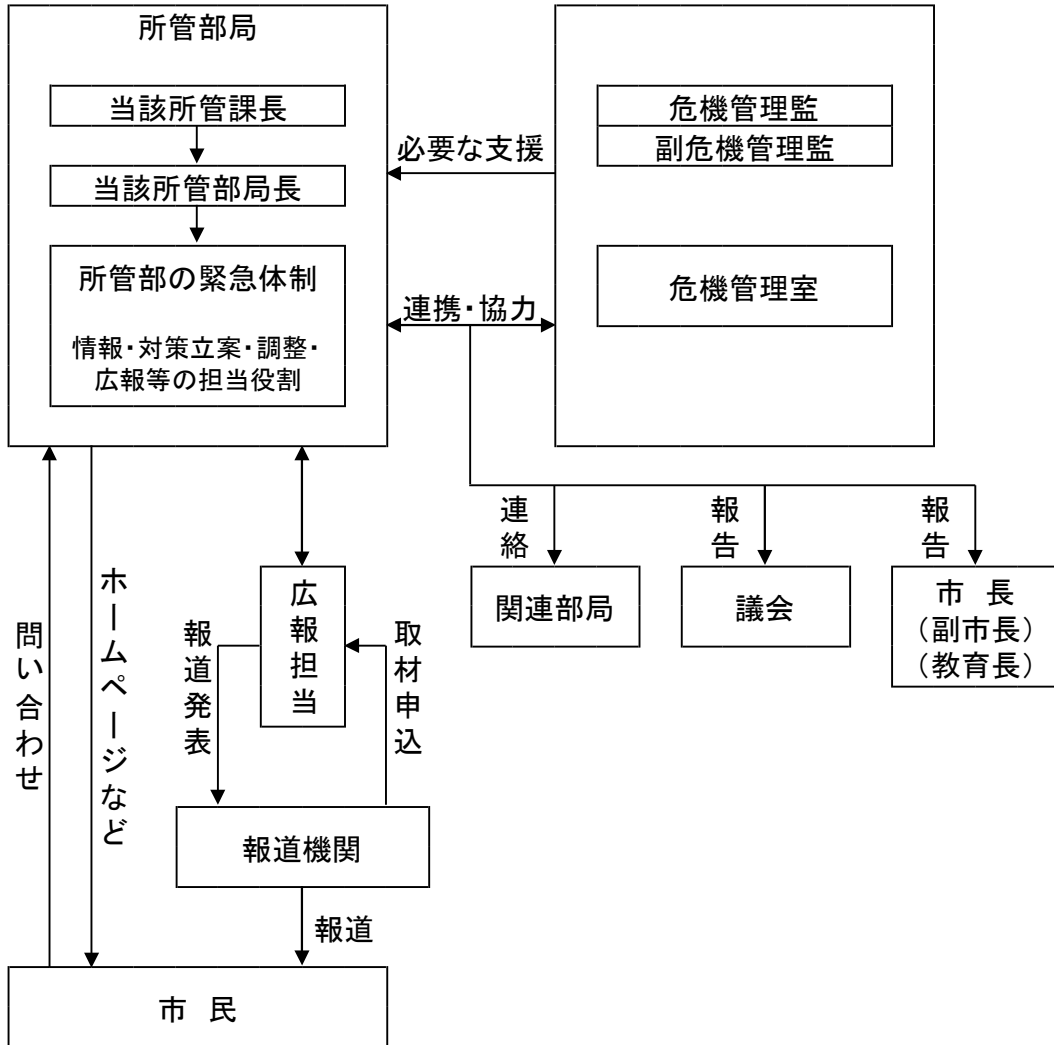 所管部局
当該所管課長
当該所管部局長
所管部の緊急体制
情報・対策立案・調整・
広報等の担当役割
必要な支援
連携・協力
危機管理監
副危機管理監
危機管理室
連絡
報告
報告
関連部局
議会
市 長
(副市長)
(教育長)
問い合わせ
ホームページなど
報道発表
広報担当
取材申込
報道機関
報道
市 民